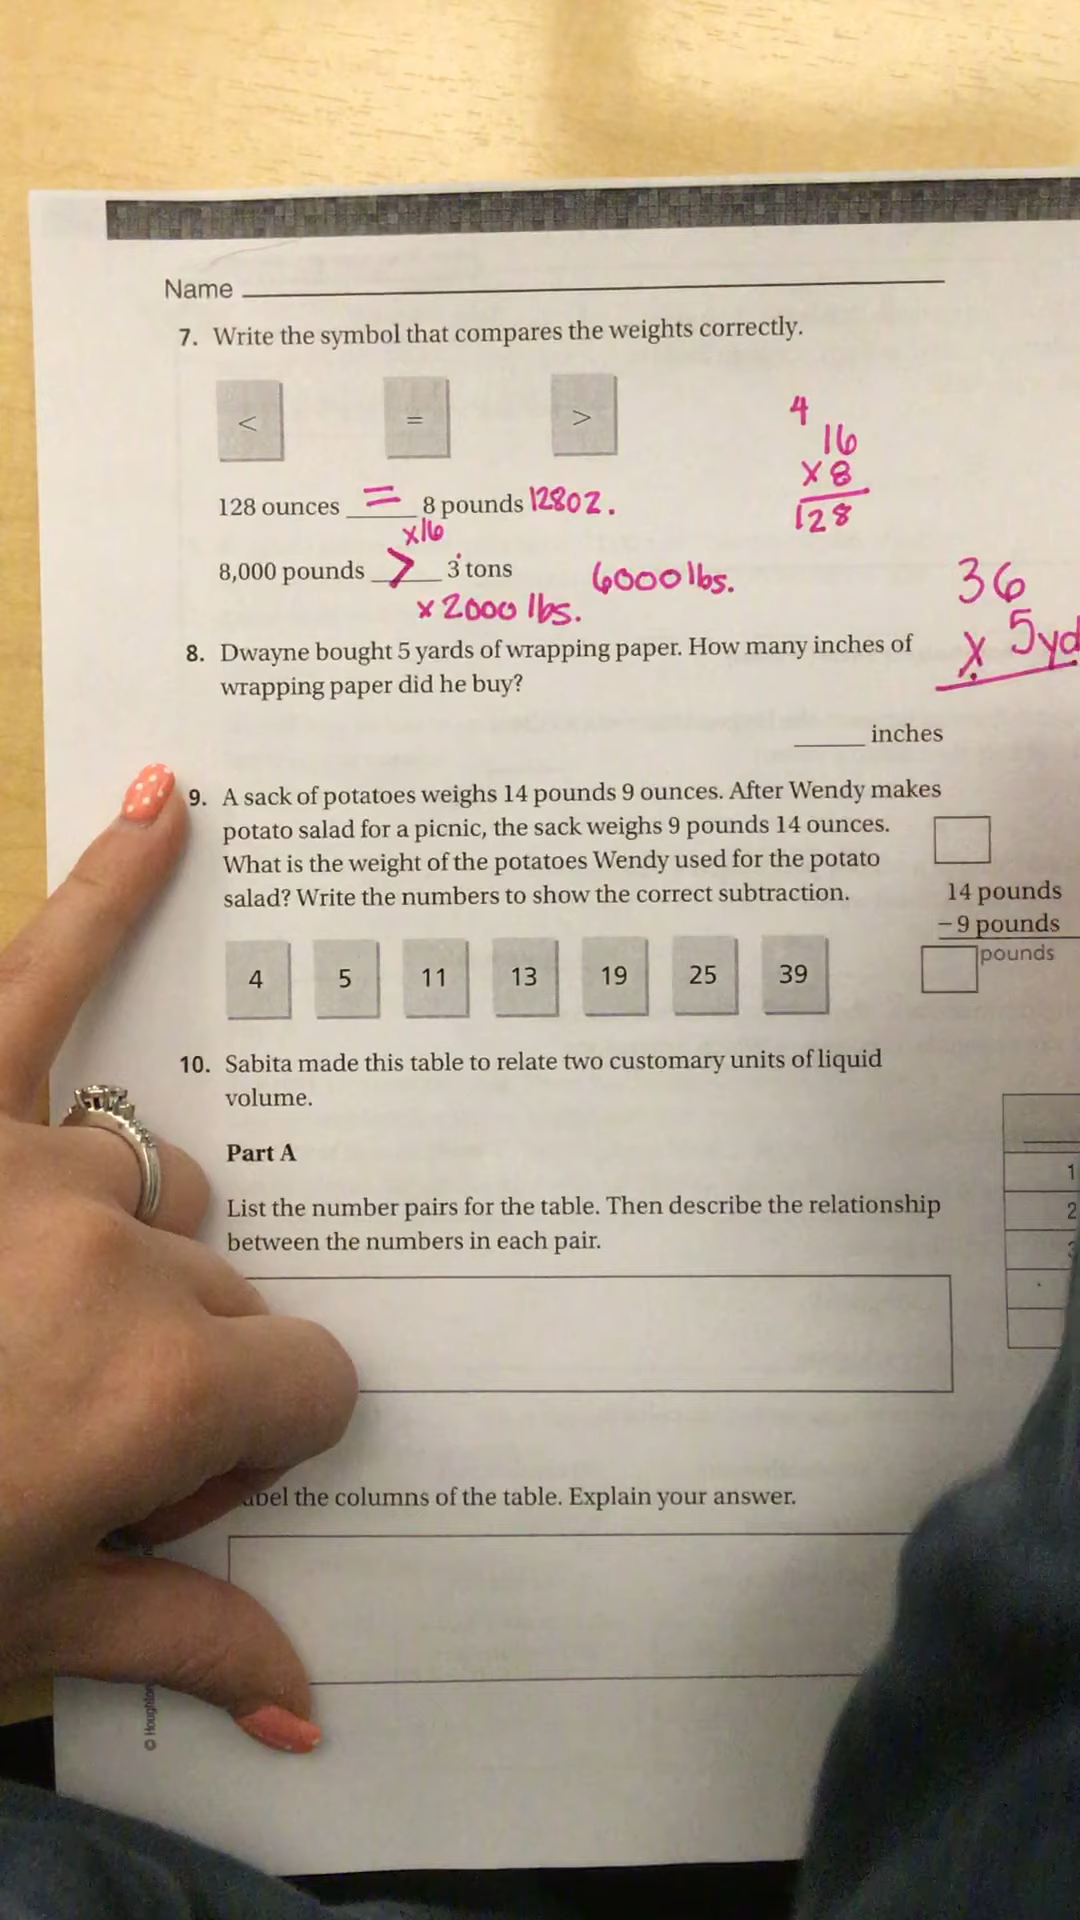 Name
7. Write the symbol that compares the weights correctly.
< = >
4
16
x 8
128
128 ounces = 8 pounds 128oz.
x16
8,000 pounds > 3 tons 6000 lbs.
x 2000 lbs.
36
x 5yd
8. Dwayne bought 5 yards of wrapping paper. How many inches of
wrapping paper did he buy?
inches
9. A sack of potatoes weighs 14 pounds 9 ounces. After Wendy makes
potato salad for a picnic, the sack weighs 9 pounds 14 ounces.
What is the weight of the potatoes Wendy used for the potato
salad? Write the numbers to show the correct subtraction.
14 pounds
− 9 pounds
pounds
4 5 11 13 19 25 39
10. Sabita made this table to relate two customary units of liquid
volume.
Part A
List the number pairs for the table. Then describe the relationship
between the numbers in each pair.
1
2
3
abel the columns of the table. Explain your answer.
© Houghton